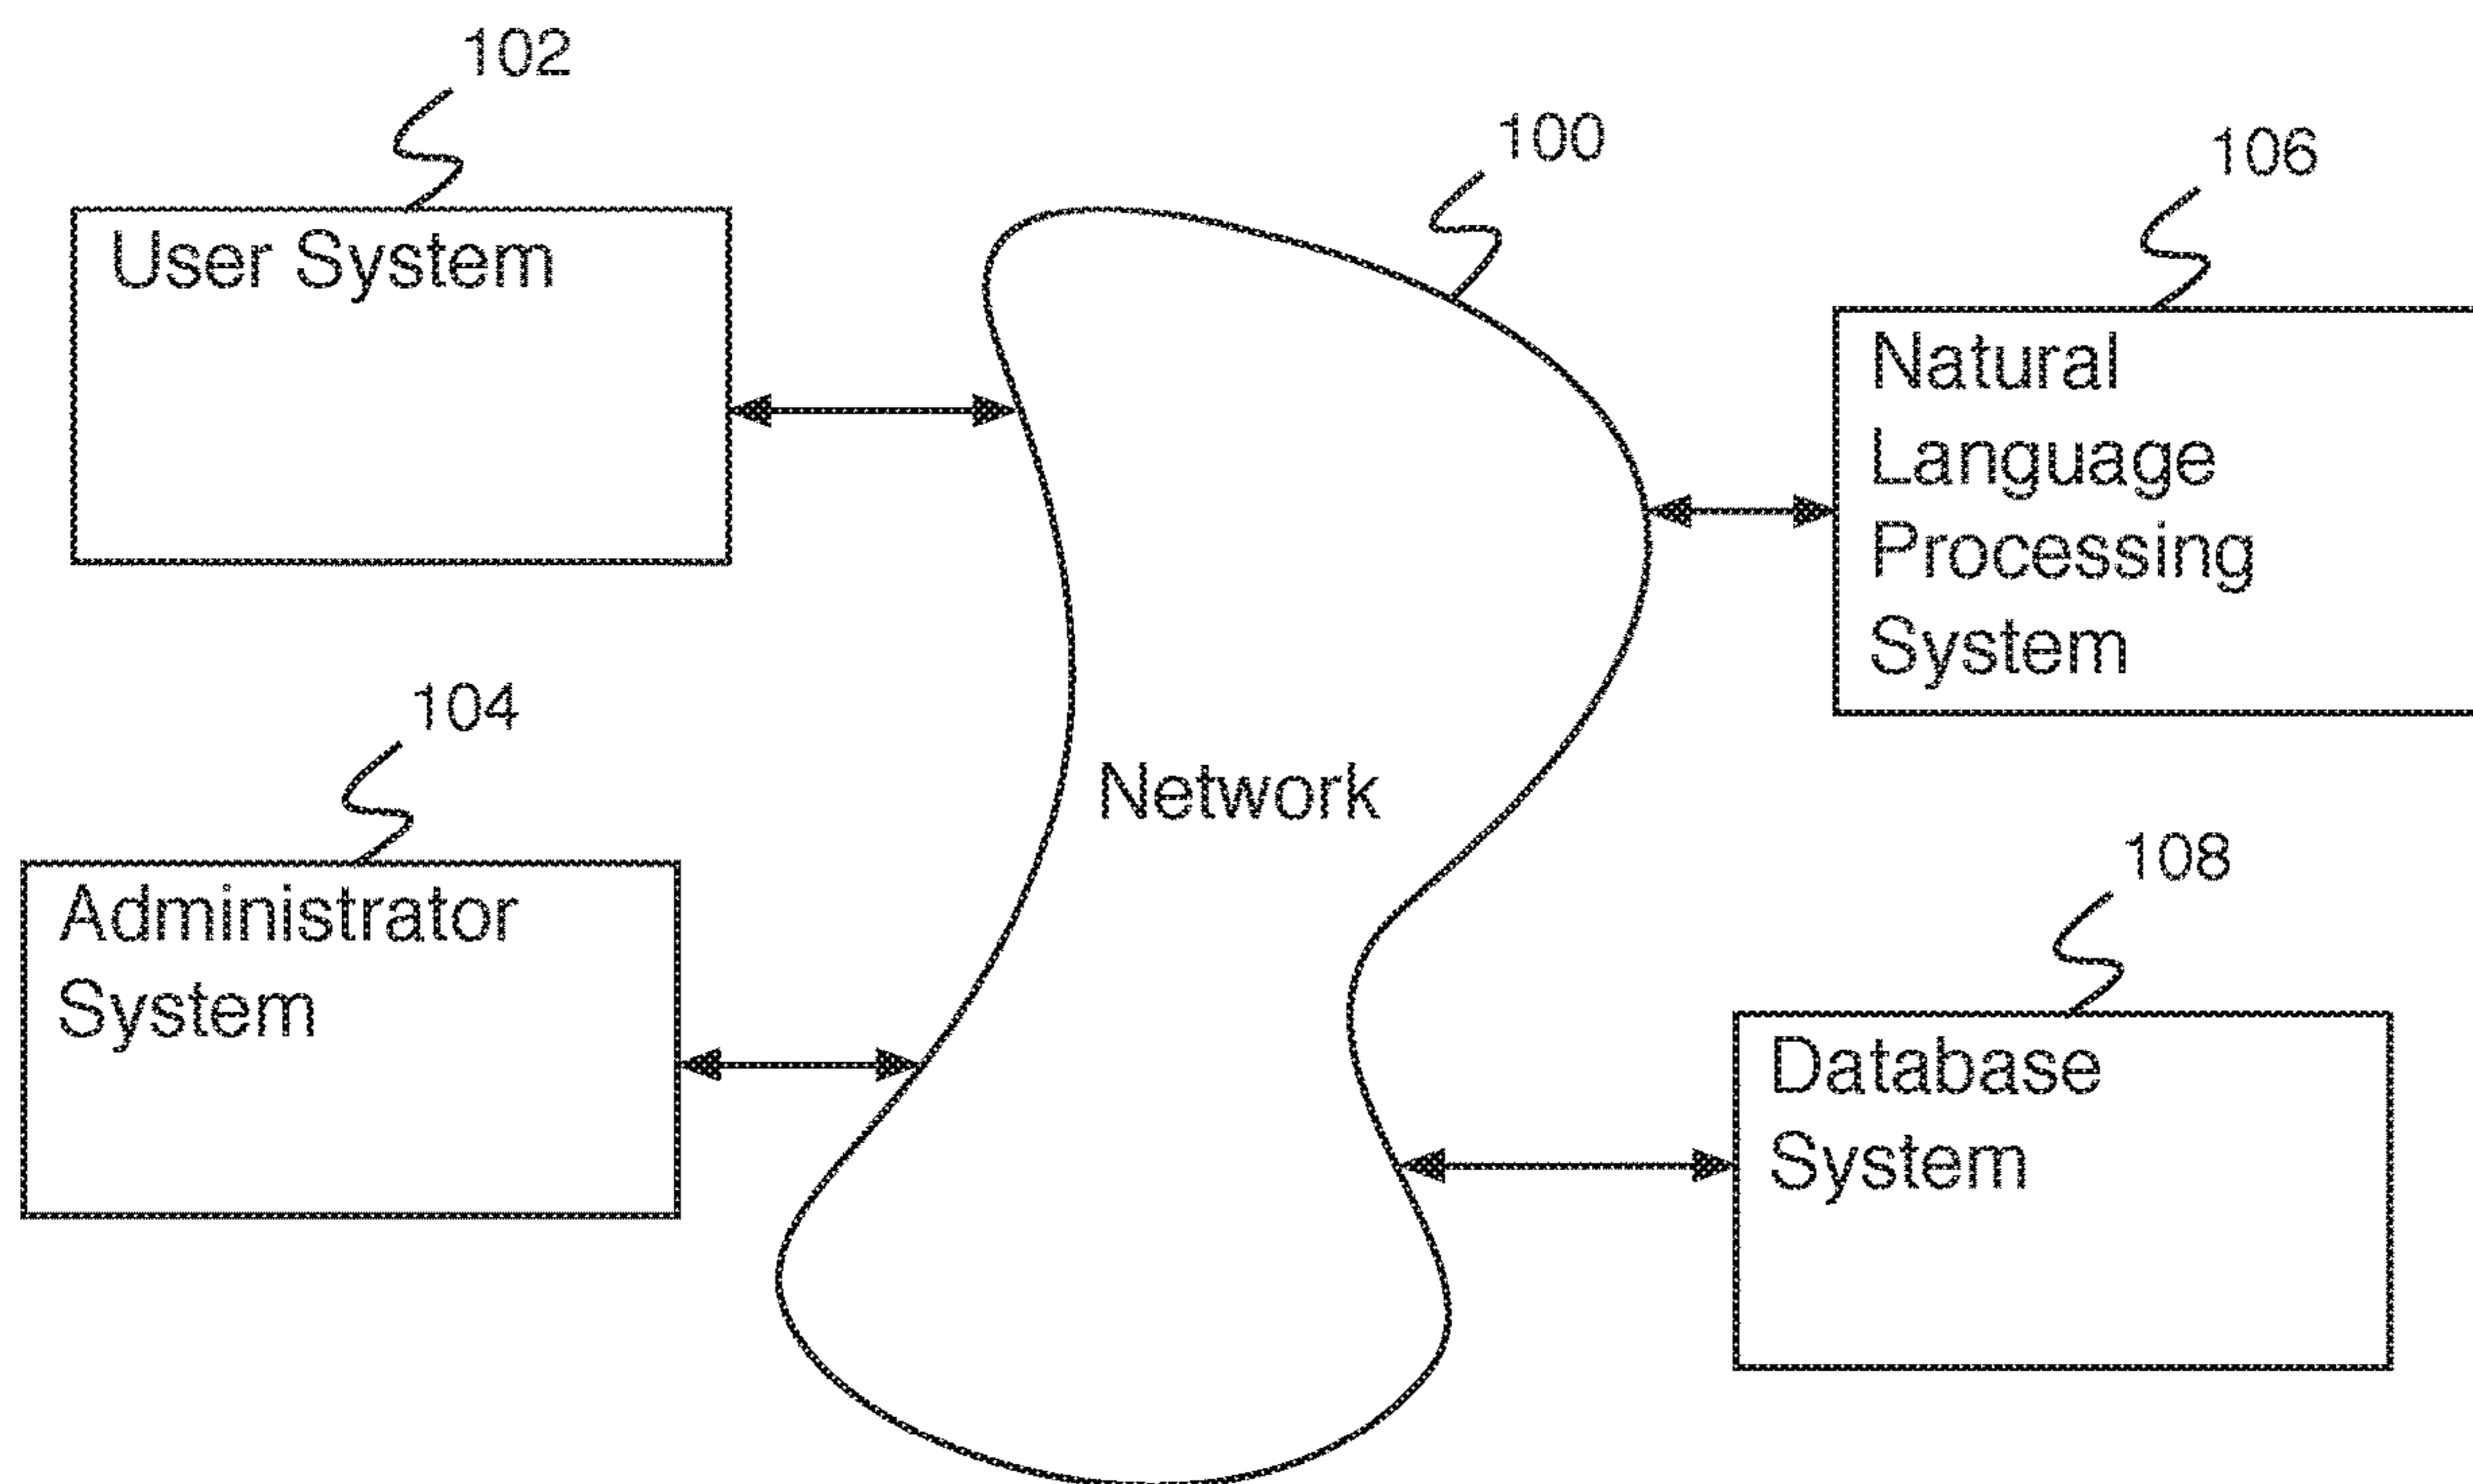 102
User System
100
106
Natural
Language
Processing
System
104
Administrator
System
Network
108
Database
System